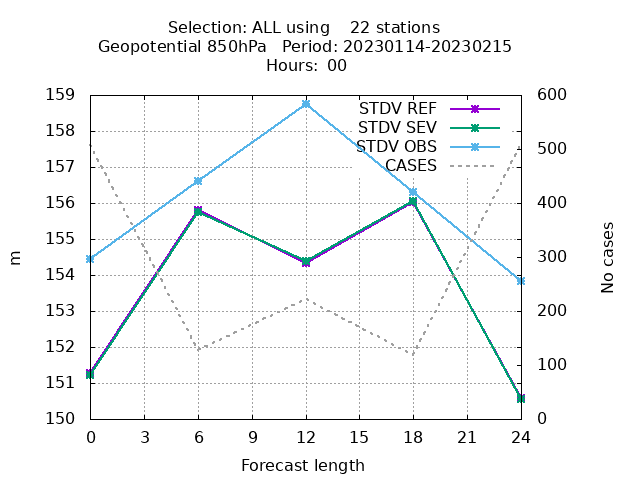 Selection: ALL using    22 stations
Geopotential 850hPa   Period: 20230114-20230215
Hours: 00
STDV REF
STDV SEV
STDV OBS
CASES
159
158
157
156
155
154
153
152
151
150
m
600
500
400
300
200
100
0
No cases
0 3 6 9 12 15 18 21 24
Forecast length